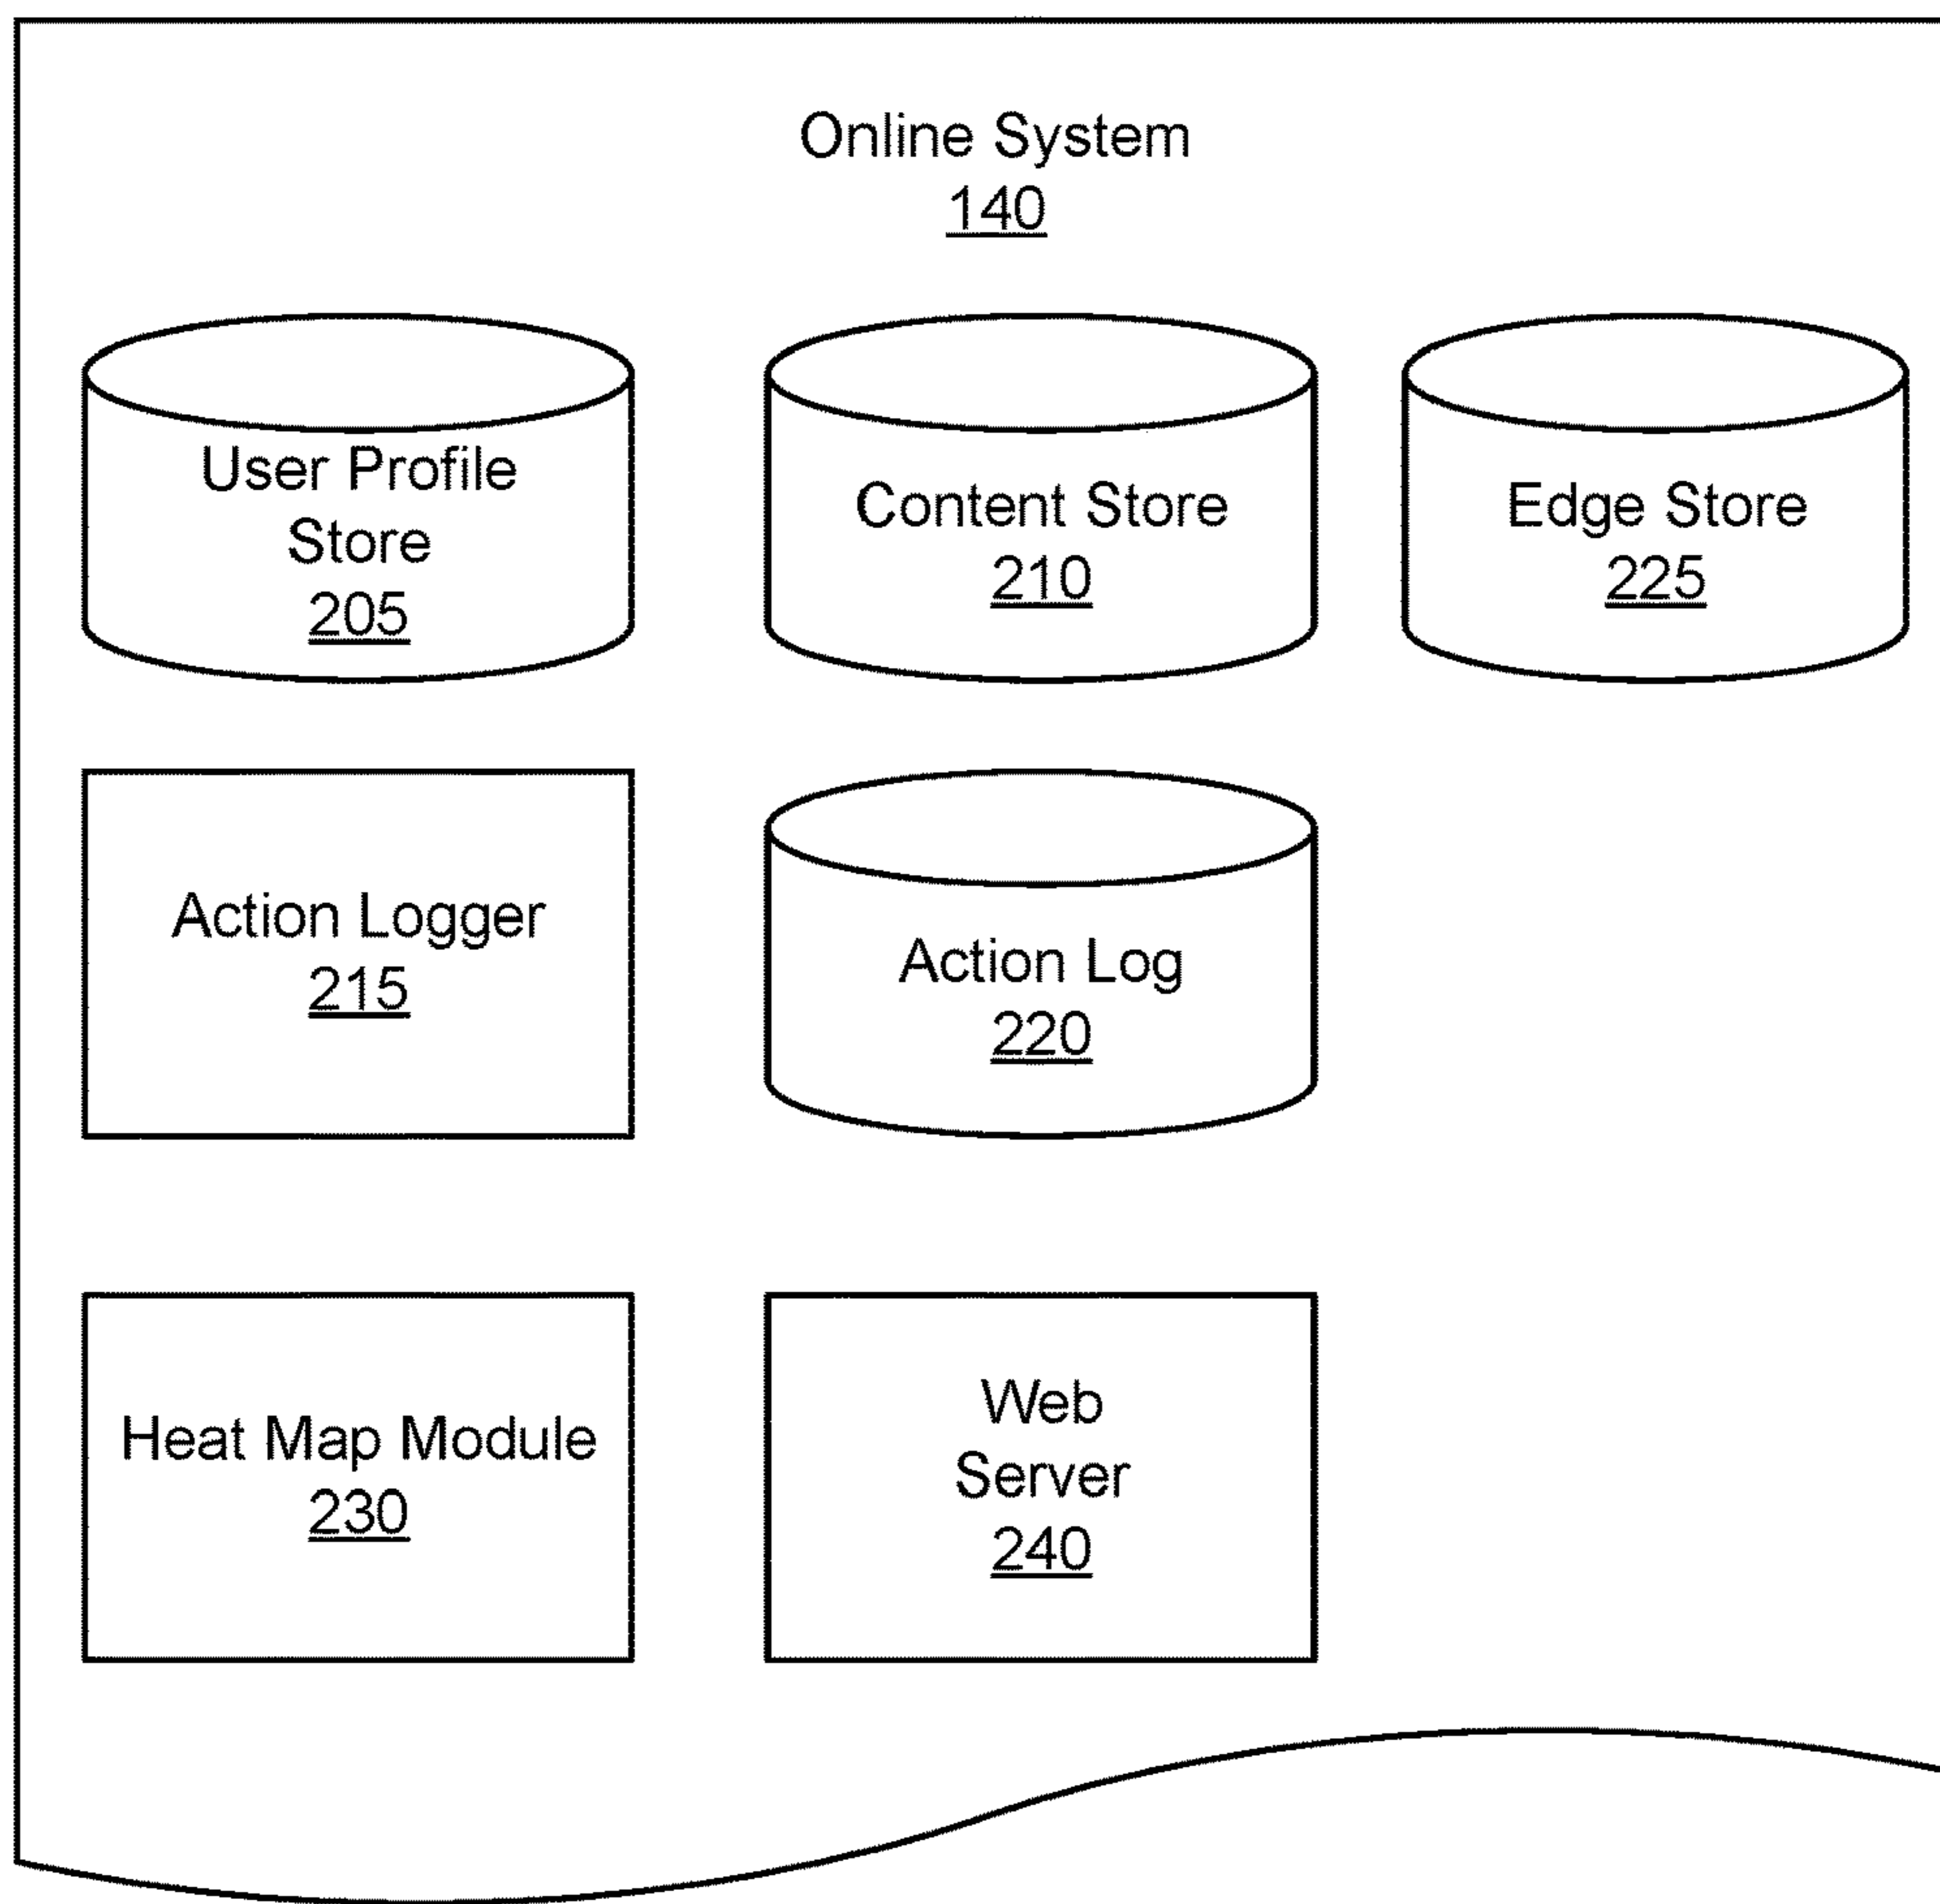 Online System
140
User Profile
Store
205
Content Store
210
Edge Store
225
Action Logger
215
Action Log
220
Heat Map Module
230
Web
Server
240